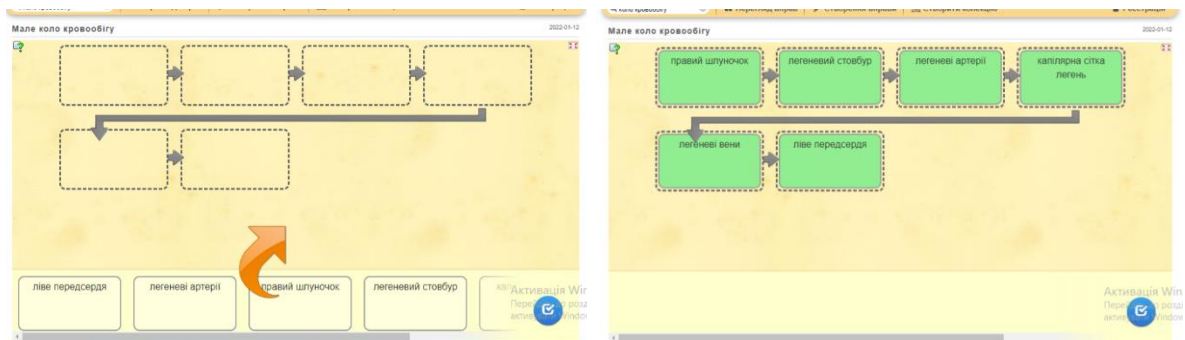 Мале коло кровообігу
2022-01-12
ліве передсердя
легеневі артерії
правий шлуночок
легеневий стовбур
Активація Win
Мале коло кровообігу
2022-01-12
правий шлуночок
легеневий стовбур
легеневі артерії
капілярна сітка
легень
легеневі вени
ліве передсердя
Активація Win